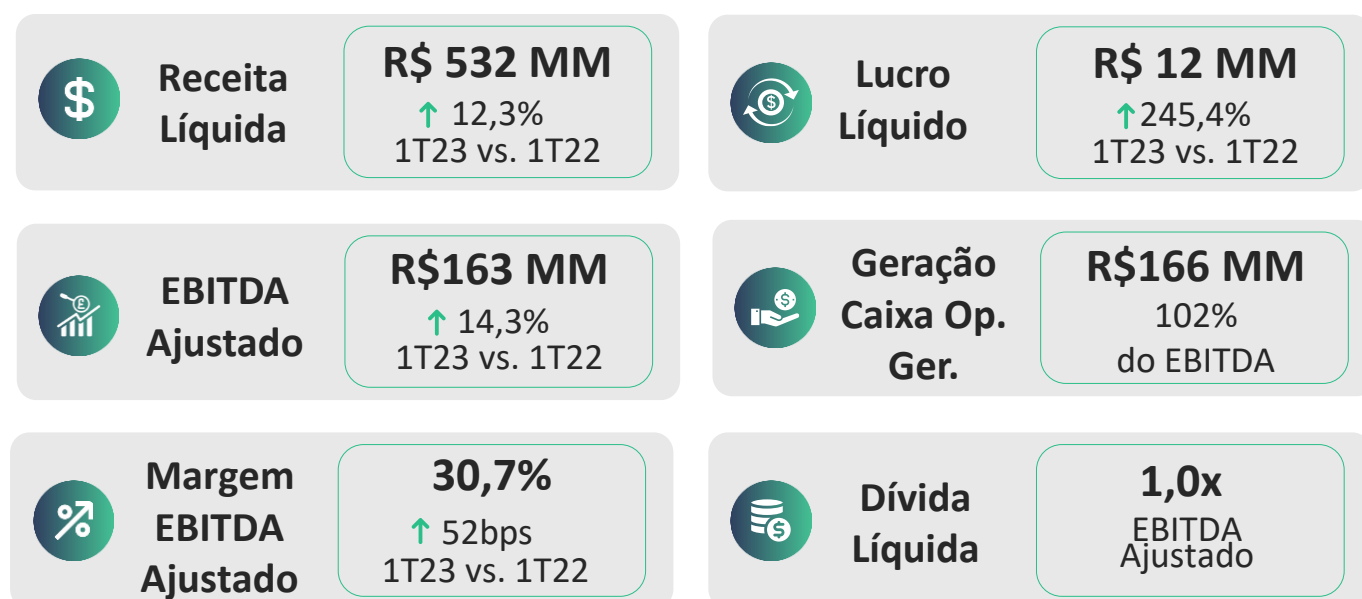 Receita
Líquida
R$ 532 MM
↑ 12,3%
1T23 vs. 1T22
Lucro
Líquido
R$ 12 MM
↑245,4%
1T23 vs. 1T22
EBITDA
Ajustado
R$163 MM
↑ 14,3%
1T23 vs. 1T22
Geração
Caixa Op.
Ger.
R$166 MM
102%
do EBITDA
Margem
EBITDA
Ajustado
30,7%
↑ 52bps
1T23 vs. 1T22
Dívida
Líquida
1,0x
EBITDA
Ajustado